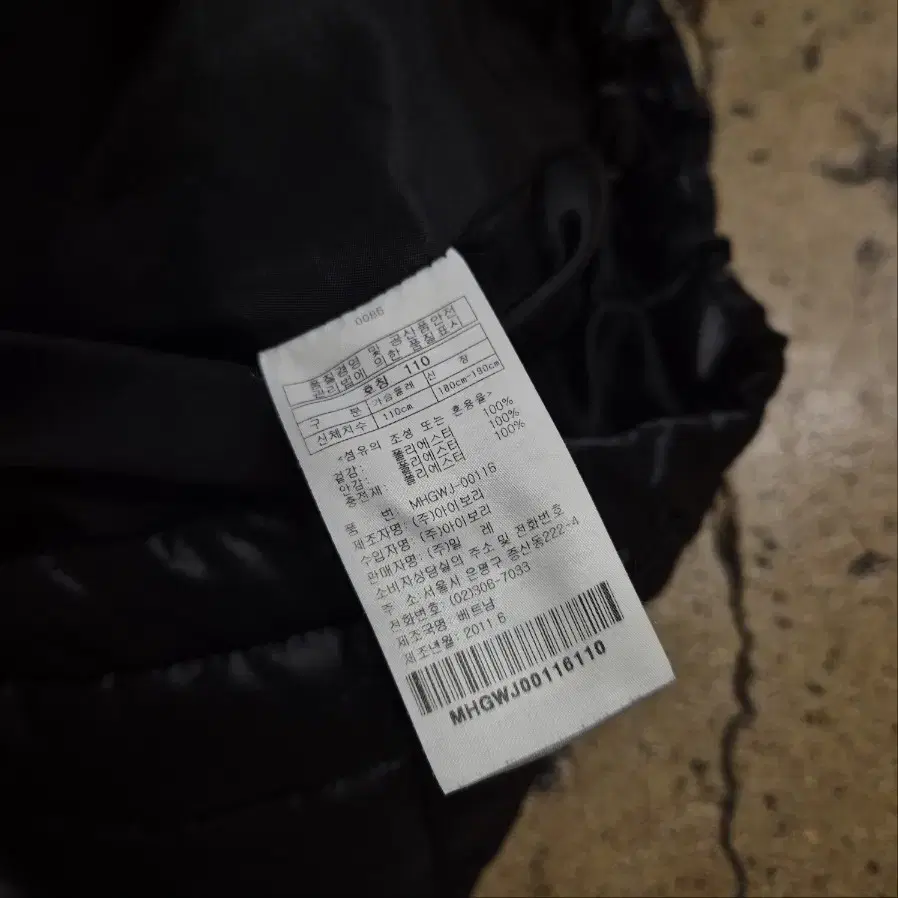 0086
품질경영 및 공산품안전
관리법에 의한 품질표시
호칭 110
구 분 가슴둘레 신 장
신체치수 110cm 180cm-190cm
<섬유의 조성 또는 혼용율>
겉감: 폴리에스터 100%
안감: 폴리에스터 100%
충전재: 폴리에스터 100%
품 번: MHGWJ-00116
제조자명: (주)아이보리
수입자명: (주)아이보리
판매자명: (주)밀 레
소비자상담실의 주소 및 전화번호
주 소: 서울시 은평구 증산동222-4
전화번호: (02)306-7033
제조국명: 베트남
제조년월: 2011 6
MHGWJ00116110